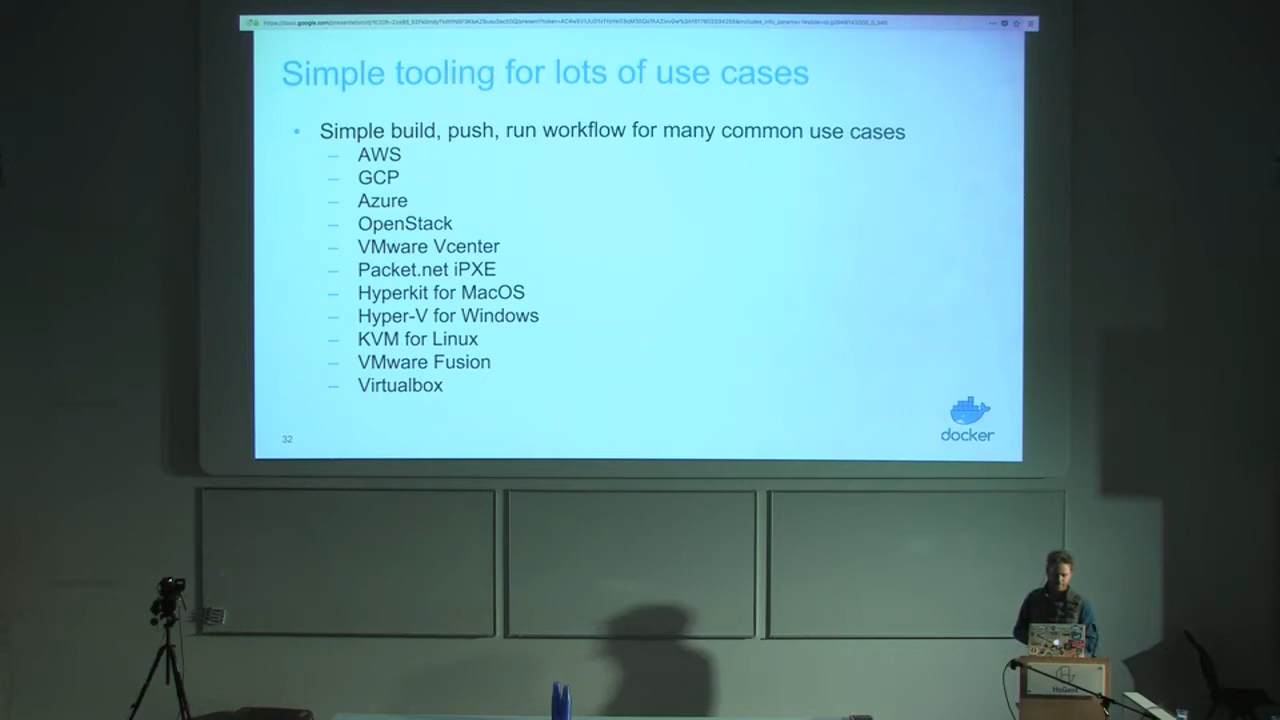 Simple tooling for lots of use cases
• Simple build, push, run workflow for many common use cases
– AWS
– GCP
– Azure
– OpenStack
– VMware Vcenter
– Packet.net iPXE
– Hyperkit for MacOS
– Hyper-V for Windows
– KVM for Linux
– VMware Fusion
– Virtualbox
32
docker
HoGent